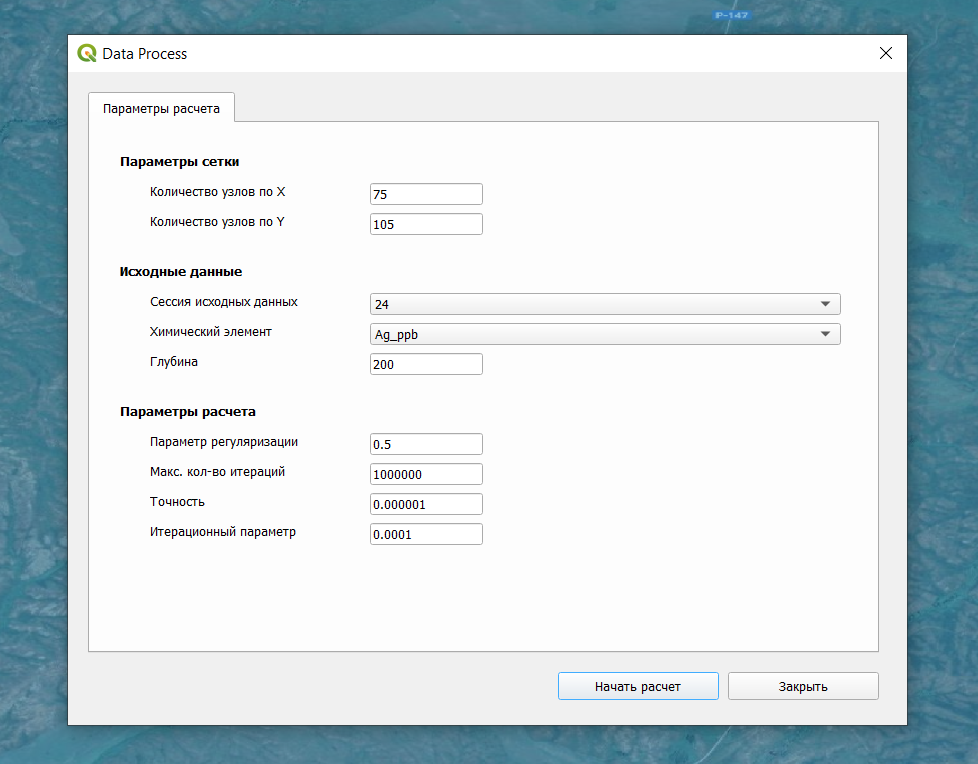 P-147
Data Process
Параметры расчета
Параметры сетки
Количество узлов по X 75
Количество узлов по Y 105
Исходные данные
Сессия исходных данных 24
Химический элемент Ag_ppb
Глубина 200
Параметры расчета
Параметр регуляризации 0.5
Макс. кол-во итераций 1000000
Точность 0.000001
Итерационный параметр 0.0001
Начать расчет Закрыть